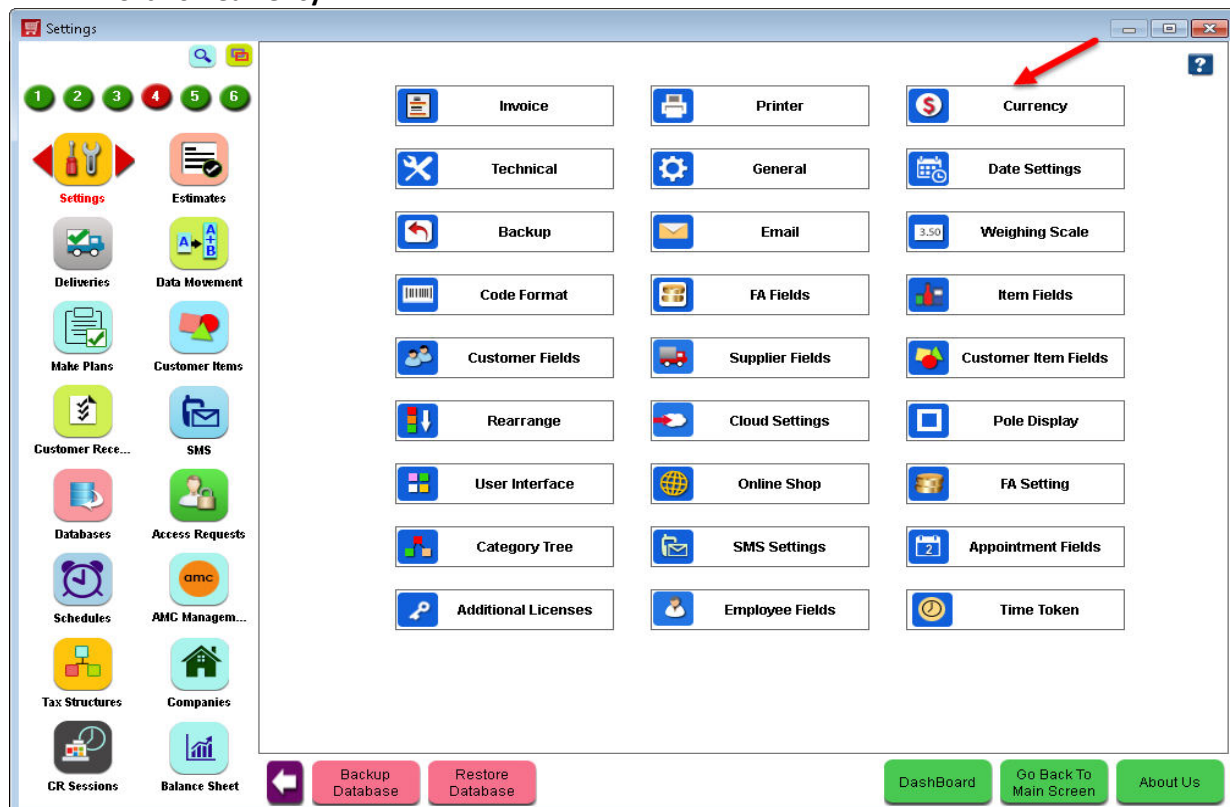 Settings
1 2 3 4 5 6
Settings Estimates
Deliveries Data Movement
Make Plans Customer Items
Customer Rece... SMS
Databases Access Requests
Schedules AMC Managem...
Tax Structures Companies
CR Sessions Balance Sheet
A A+B
amc
?
Invoice Printer $ Currency
Technical General Date Settings
Backup Email 3.50 Weighing Scale
Code Format FA Fields Item Fields
Customer Fields Supplier Fields Customer Item Fields
Rearrange Cloud Settings Pole Display
User Interface Online Shop FA Setting
Category Tree SMS Settings 2 Appointment Fields
Additional Licenses Employee Fields Time Token
Backup Database
Restore Database
DashBoard
Go Back To Main Screen
About Us